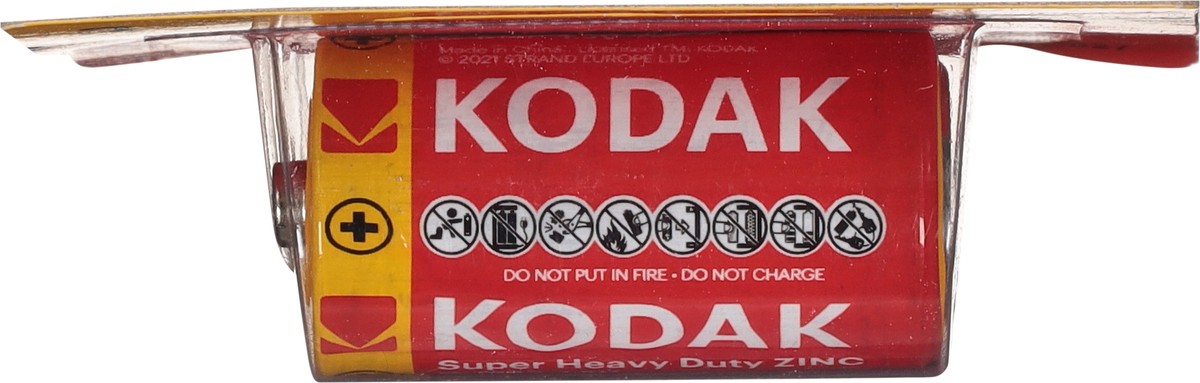 Made in China. Licensed TM: KODAK
© 2021 STRAND EUROPE LTD
KODAK
DO NOT PUT IN FIRE • DO NOT CHARGE
KODAK
Super Heavy Duty ZINC